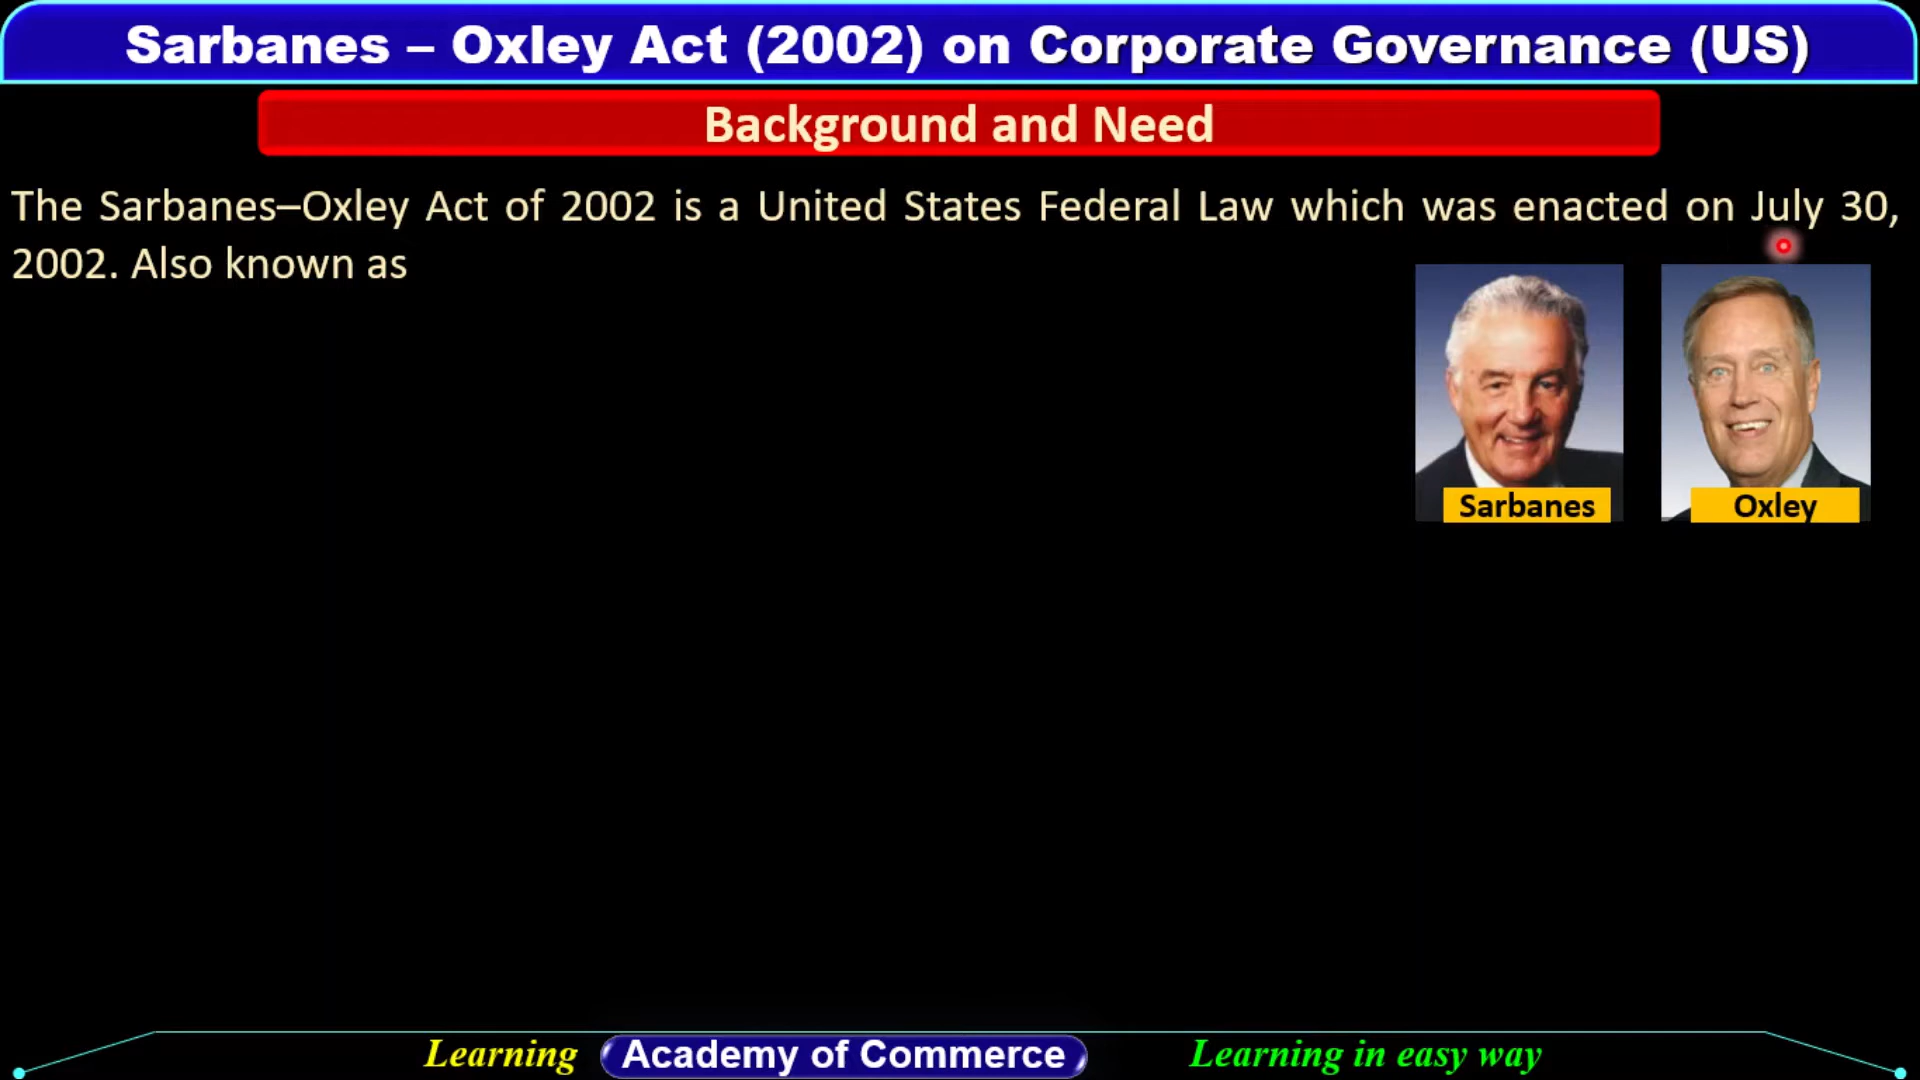 Sarbanes – Oxley Act (2002) on Corporate Governance (US)
Background and Need
The Sarbanes–Oxley Act of 2002 is a United States Federal Law which was enacted on July 30,
2002. Also known as
Sarbanes
Oxley
Learning Academy of Commerce Learning in easy way